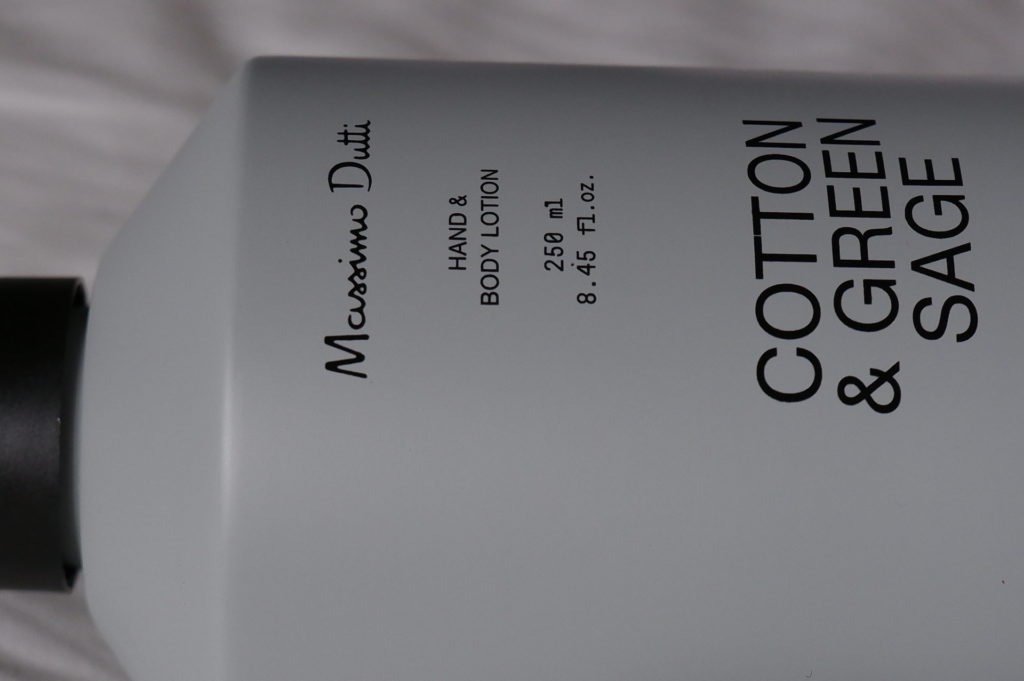 Massimo Dutti
HAND &
BODY LOTION
250 ml
8.45 fl.oz.
COTTON
& GREEN
SAGE